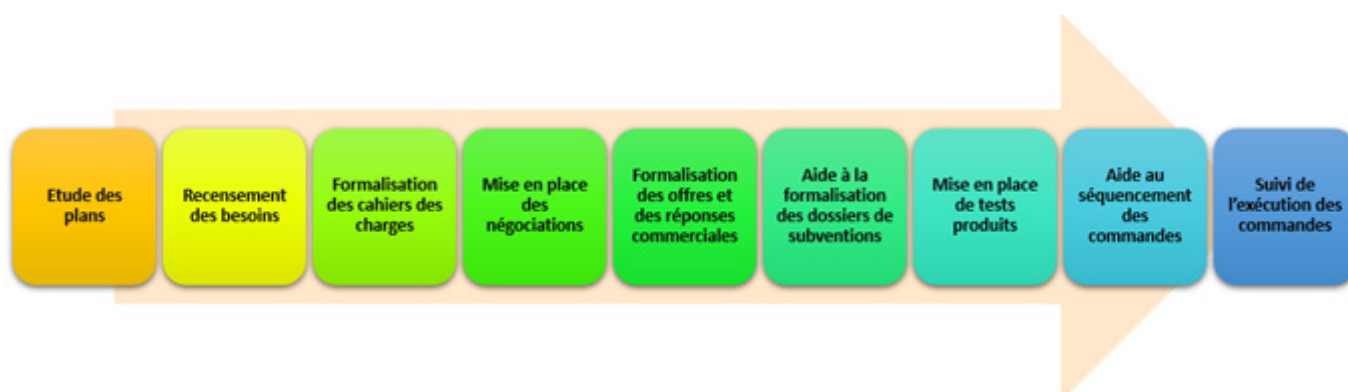 Etude des
plans
Recensement
des besoins
Formalisation
des cahiers des
charges
Mise en place
des
négociations
Formalisation
des offres et
des réponses
commerciales
Aide à la
formalisation
des dossiers de
subventions
Mise en place
de tests
produits
Aide au
séquencement
des
commandes
Suivi de
l'exécution des
commandes